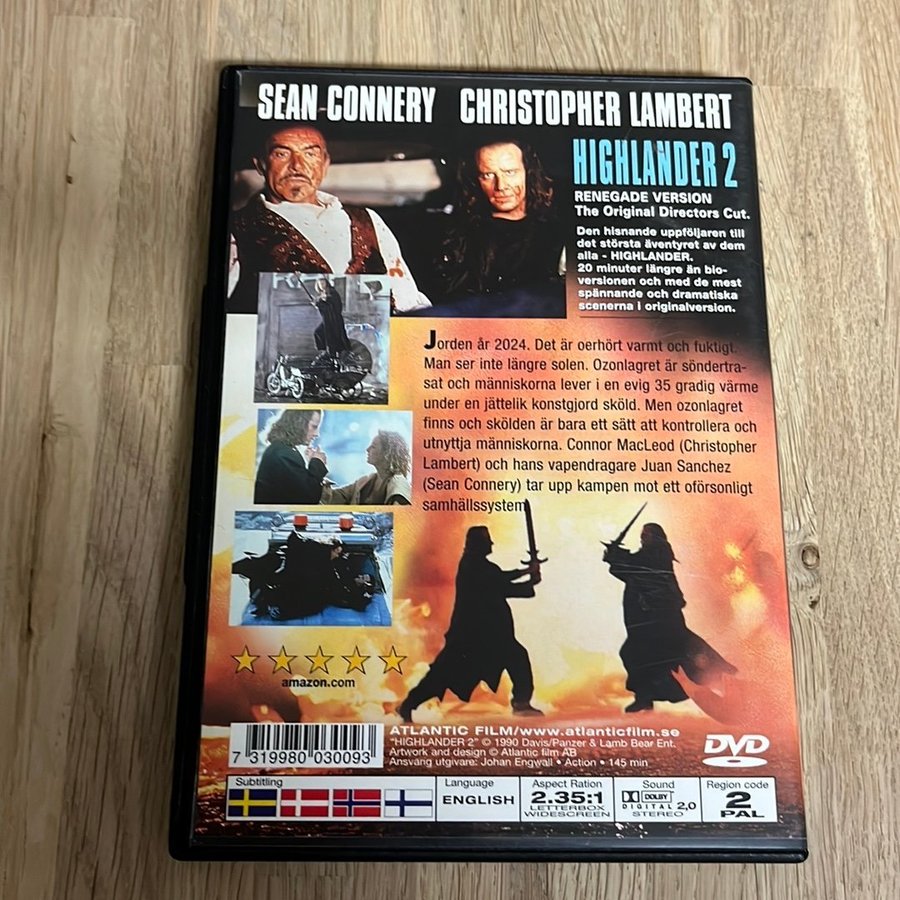 SEAN CONNERY CHRISTOPHER LAMBERT
HIGHLANDER 2
RENEGADE VERSION
The Original Directors Cut.
Den hisnande uppföljaren till
det största äventyret av dem
alla - HIGHLANDER.
20 minuter längre än bio-
versionen och med de mest
spännande och dramatiska
scenerna i originalversion.
Jorden år 2024. Det är oerhört varmt och fuktigt.
Man ser inte längre solen. Ozonlagret är söndertra-
sat och människorna lever i en evig 35 gradig värme
under en jättelik konstgjord sköld. Men ozonlagret
finns och skölden är bara ett sätt att kontrollera och
utnyttja människorna. Connor MacLeod (Christopher
Lambert) och hans vapendragare Juan Sanchez
(Sean Connery) tar upp kampen mot ett oförsonligt
samhällssystem.
amazon.com
7 319980 030093
ATLANTIC FILM/www.atlanticfilm.se
"HIGHLANDER 2" © 1990 Davis/Panzer & Lamb Bear Ent.
Artwork and design © Atlantic film AB
Ansvang utgivare: Johan Engwall • Action • 145 min
DVD
VIDEO
Subtitling
Language
ENGLISH
Aspect Ration
2.35:1
LETTERBOX
WIDESCREEN
Sound
DOLBY
DIGITAL 2,0
STEREO
Region code
2
PAL